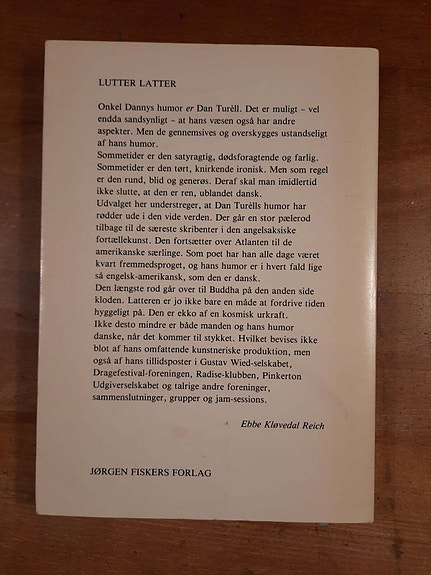 LUTTER LATTER
Onkel Dannys humor er Dan Turèll. Det er muligt – vel
endda sandsynligt – at hans væsen også har andre
aspekter. Men de gennemsives og overskygges ustandseligt
af hans humor.
Sommetider er den satyragtig, dødsforagtende og farlig.
Sommetider er den tørt, knirkende ironisk. Men som regel
er den rund, blid og generøs. Deraf skal man imidlertid
ikke slutte, at den er ren, ublandet dansk.
Udvalget her understreger, at Dan Turèlls humor har
rødder ude i den vide verden. Der går en stor pælerod
tilbage til de særeste skribenter i den angelsaksiske
fortællekunst. Den fortsætter over Atlanten til de
amerikanske særlinge. Som poet har han alle dage været
kvart fremmedsproget, og hans humor er i hvert fald lige
så engelsk-amerikansk, som den er dansk.
Den længste rod går over til Buddha på den anden side
kloden. Latteren er jo ikke bare en måde at fordrive tiden
hyggeligt på. Den er ekko af en kosmisk urkraft.
Ikke desto mindre er både manden og hans humor
danske, når det kommer til stykket. Hvilket bevises ikke
blot af hans omfattende kunstneriske produktion, men
også af hans tillidsposter i Gustav Wied-selskabet,
Dragefestival-foreningen, Radise-klubben, Pinkerton
Udgiverselskabet og talrige andre foreninger,
sammenslutninger, grupper og jam-sessions.
Ebbe Kløvedal Reich
JØRGEN FISKERS FORLAG